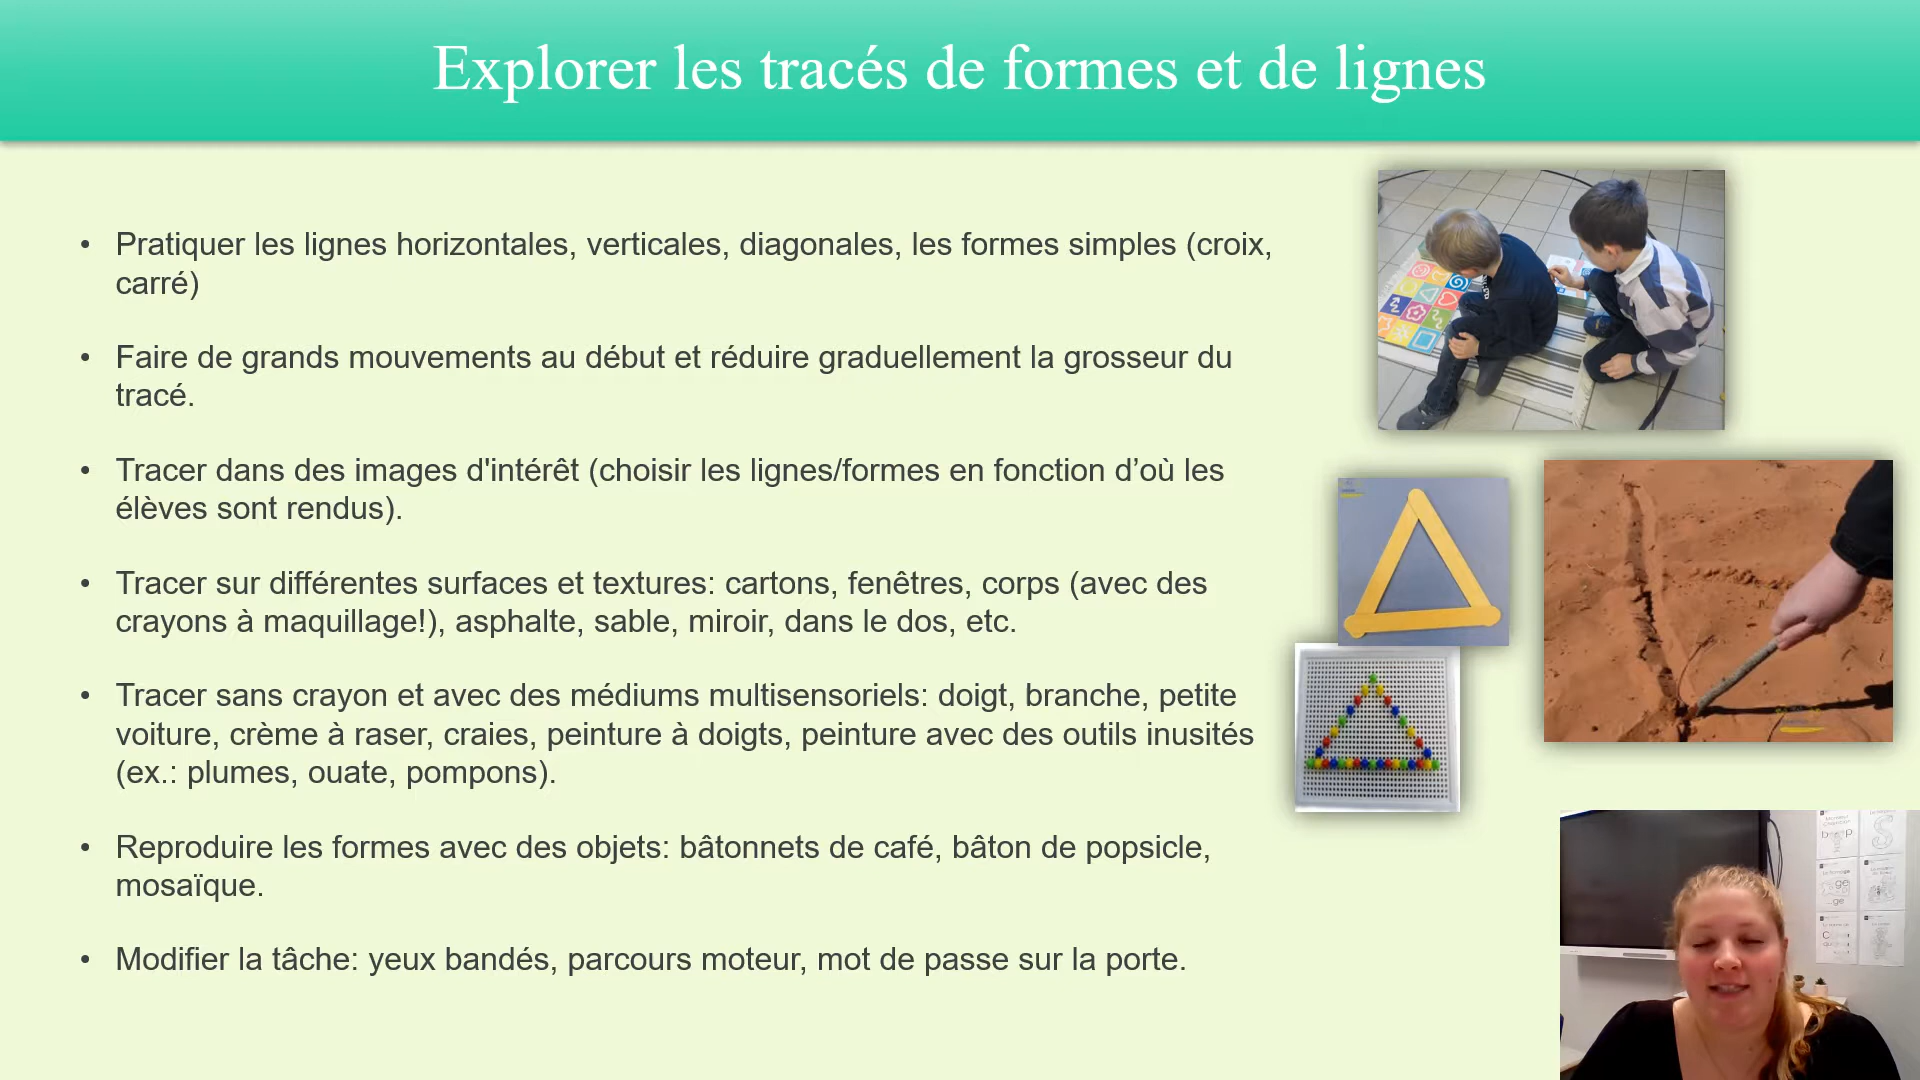 Explorer les tracés de formes et de lignes
• Pratiquer les lignes horizontales, verticales, diagonales, les formes simples (croix,
carré)
• Faire de grands mouvements au début et réduire graduellement la grosseur du
tracé.
• Tracer dans des images d'intérêt (choisir les lignes/formes en fonction d’où les
élèves sont rendus).
• Tracer sur différentes surfaces et textures: cartons, fenêtres, corps (avec des
crayons à maquillage!), asphalte, sable, miroir, dans le dos, etc.
• Tracer sans crayon et avec des médiums multisensoriels: doigt, branche, petite
voiture, crème à raser, craies, peinture à doigts, peinture avec des outils inusités
(ex.: plumes, ouate, pompons).
• Reproduire les formes avec des objets: bâtonnets de café, bâton de popsicle,
mosaïque.
• Modifier la tâche: yeux bandés, parcours moteur, mot de passe sur la porte.
ge
ge